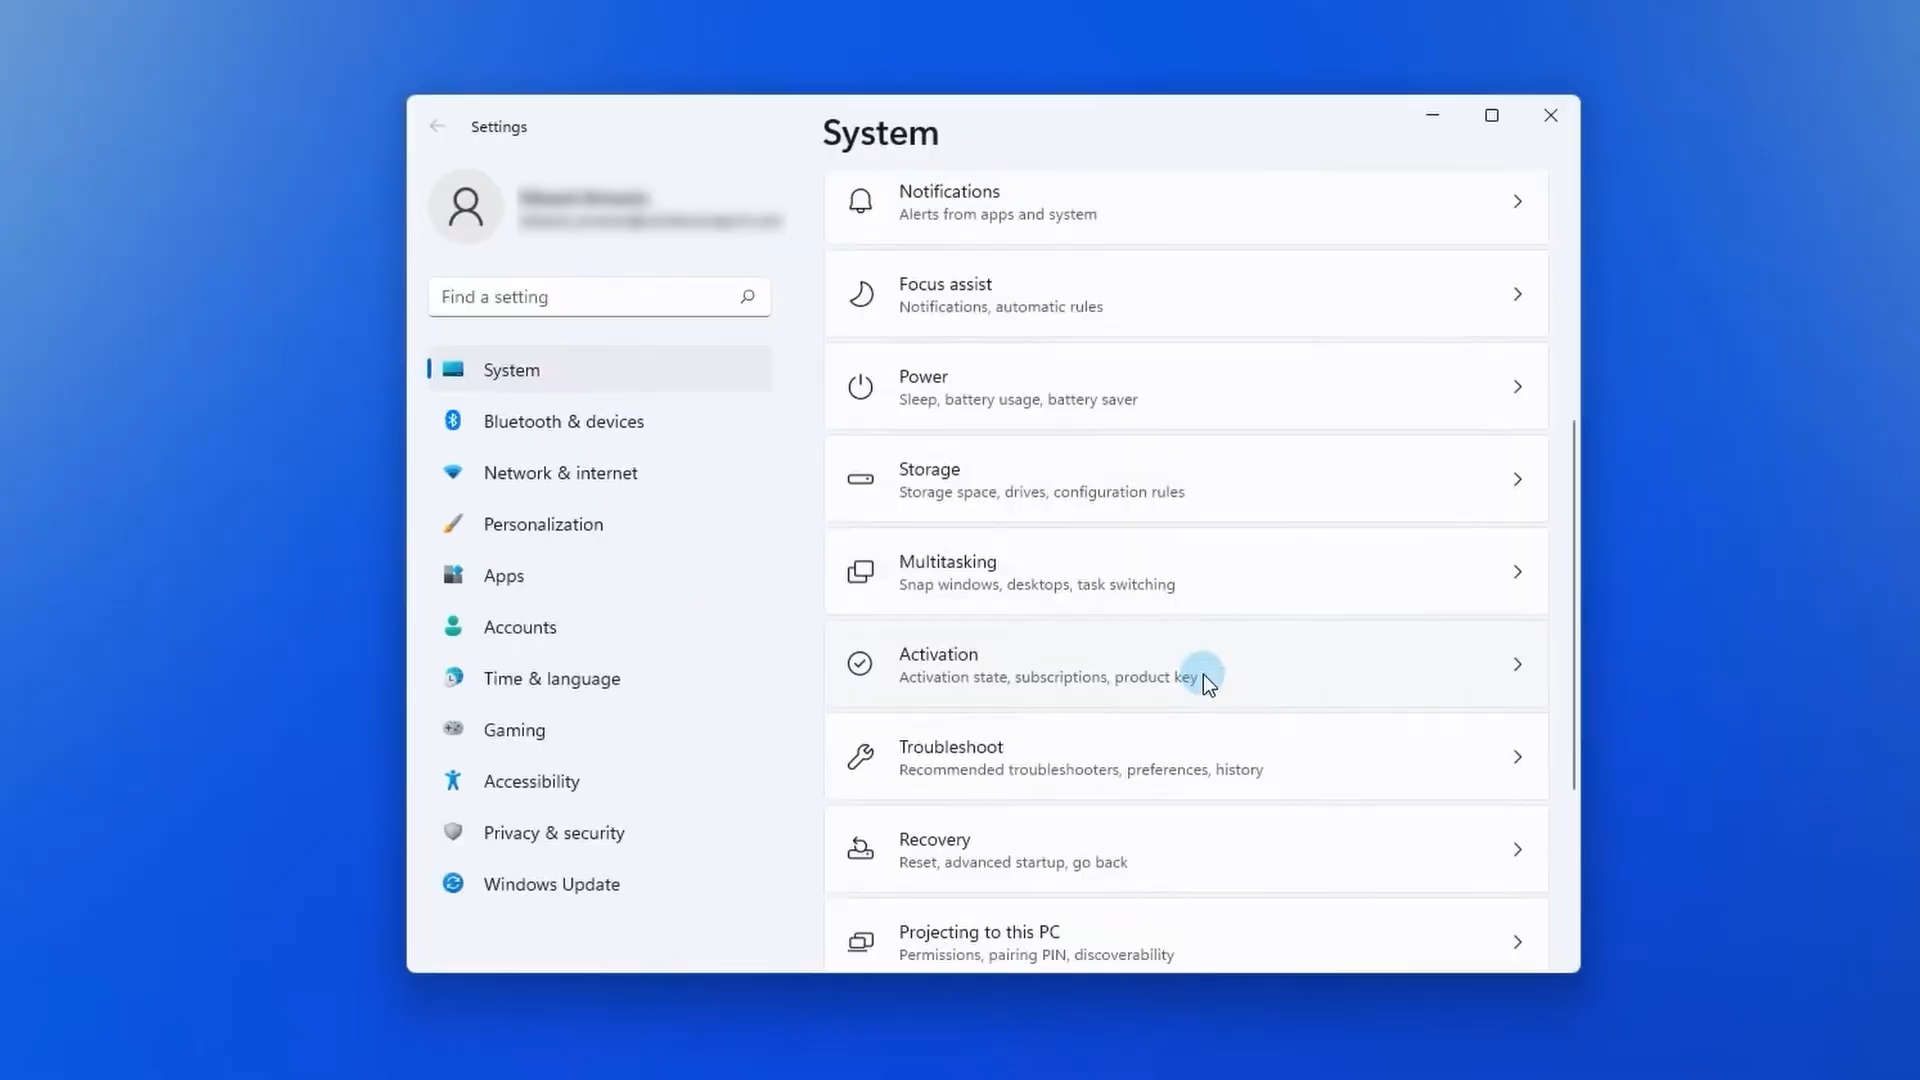 Settings
System
Find a setting
System
Bluetooth & devices
Network & internet
Personalization
Apps
Accounts
Time & language
Gaming
Accessibility
Privacy & security
Windows Update
Notifications
Alerts from apps and system
Focus assist
Notifications, automatic rules
Power
Sleep, battery usage, battery saver
Storage
Storage space, drives, configuration rules
Multitasking
Snap windows, desktops, task switching
Activation
Activation state, subscriptions, product key
Troubleshoot
Recommended troubleshooters, preferences, history
Recovery
Reset, advanced startup, go back
Projecting to this PC
Permissions, pairing PIN, discoverability